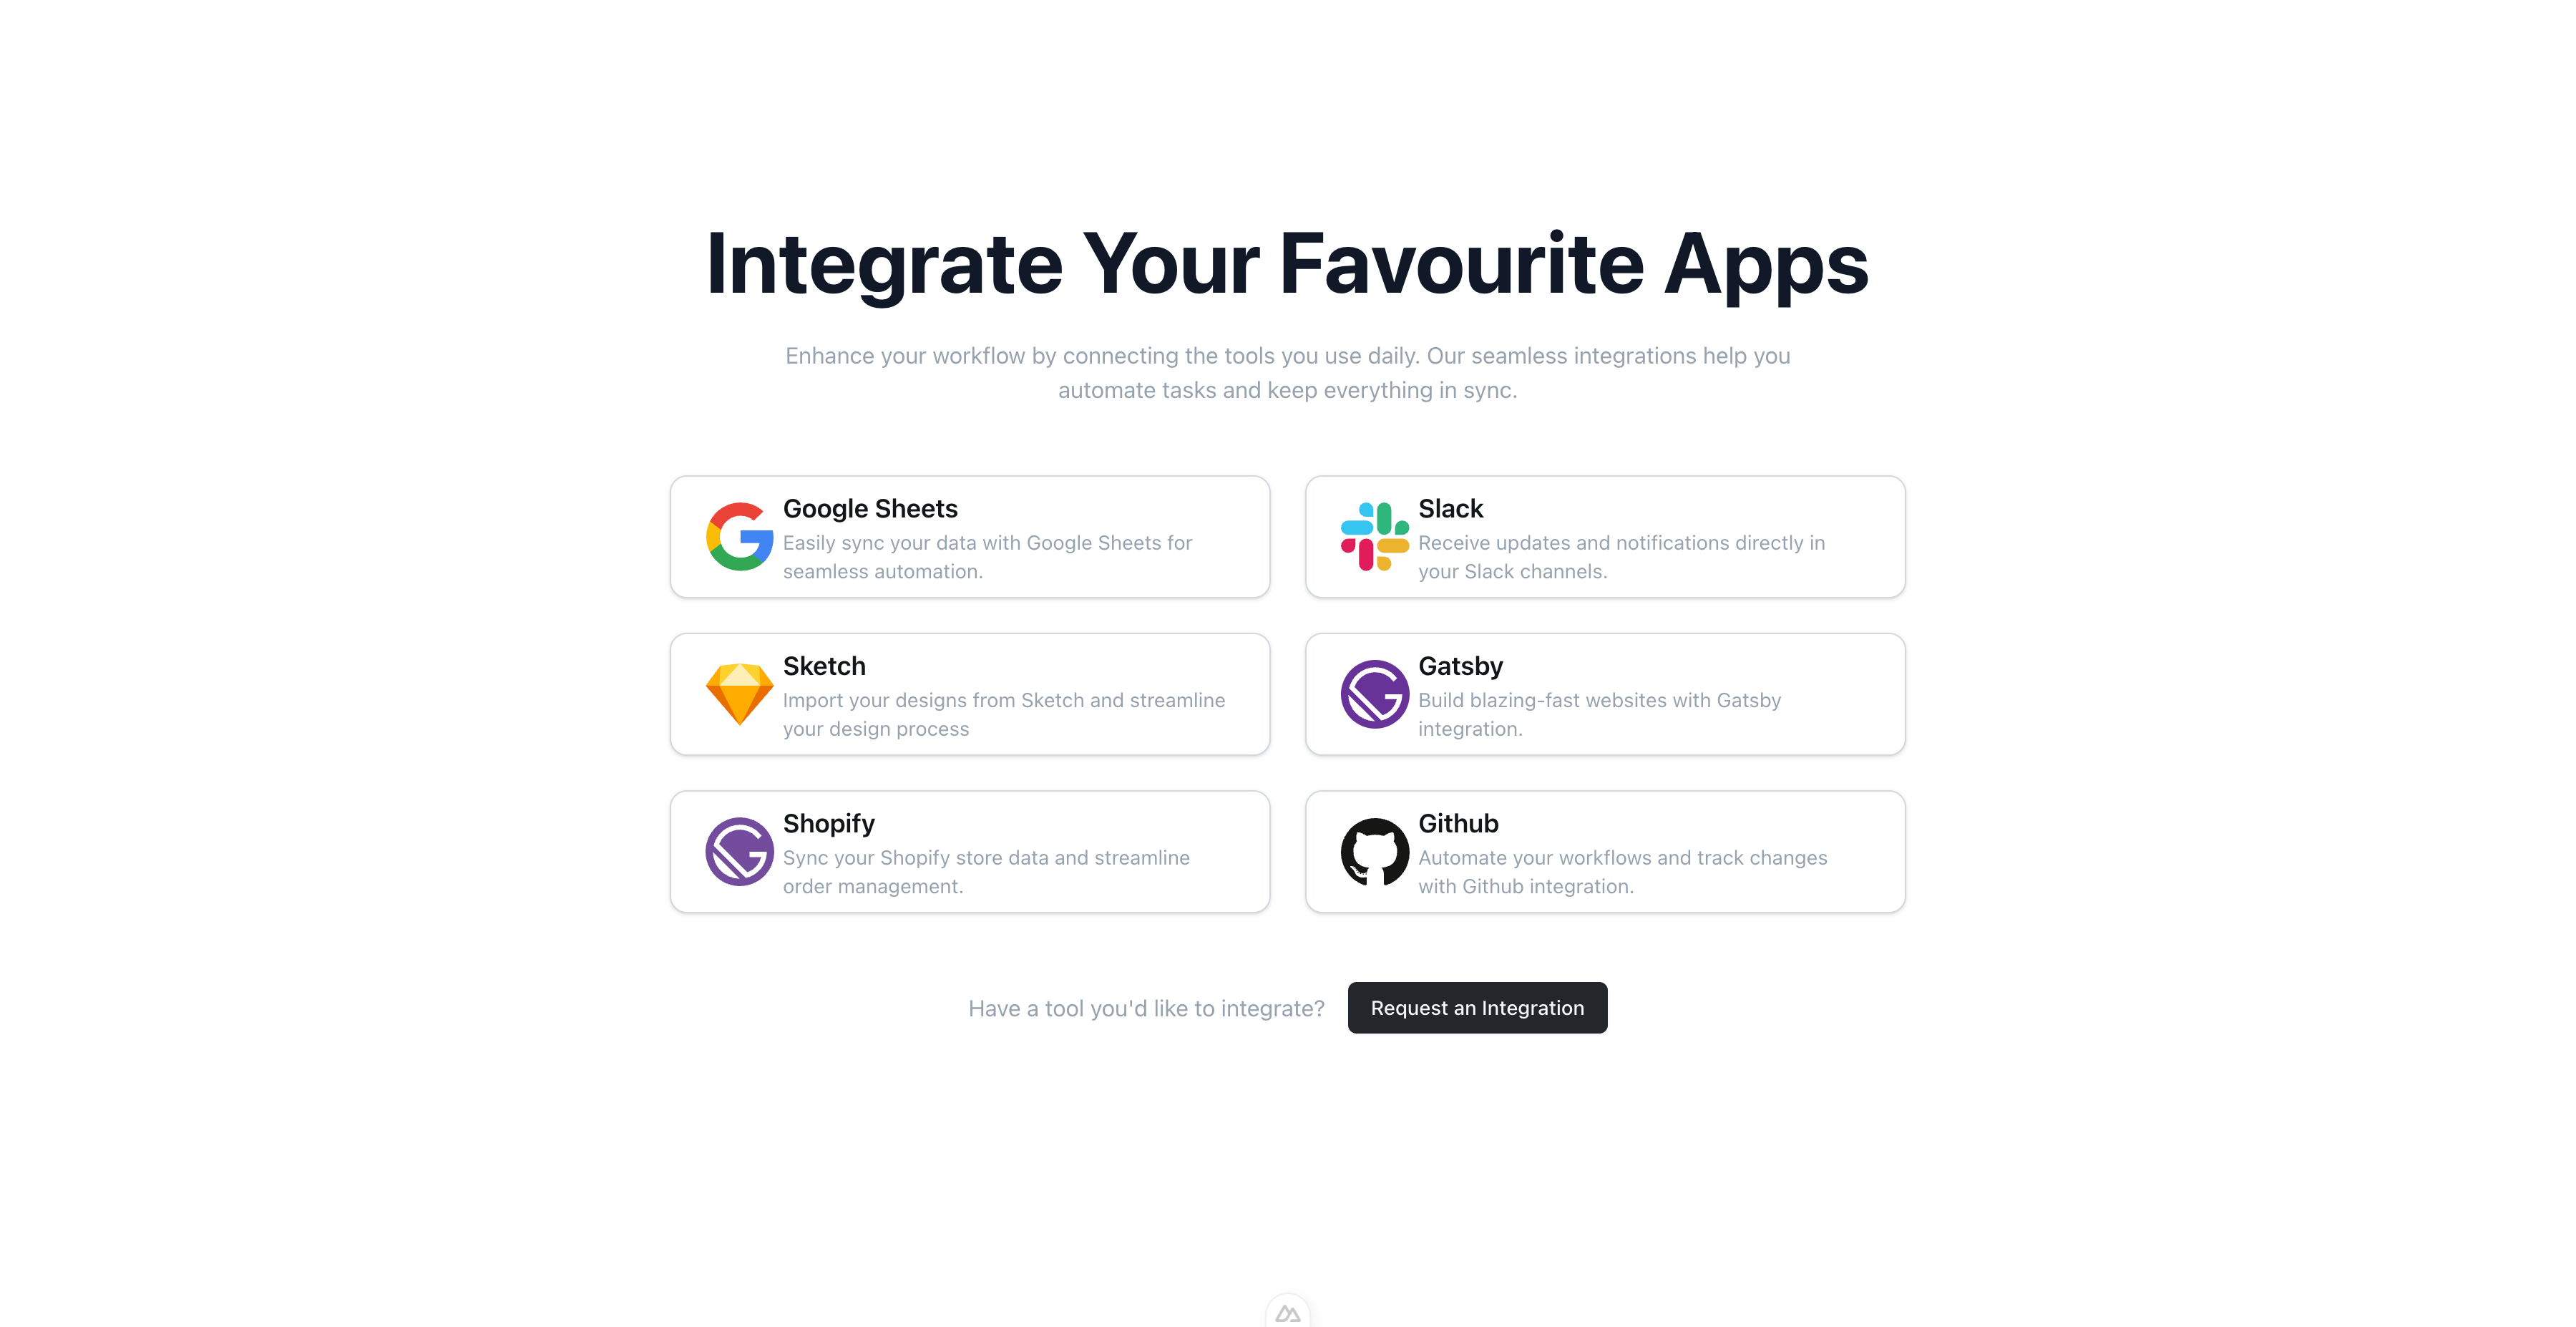 Integrate Your Favourite Apps
Enhance your workflow by connecting the tools you use daily. Our seamless integrations help you
automate tasks and keep everything in sync.
Google Sheets
Easily sync your data with Google Sheets for
seamless automation.
Slack
Receive updates and notifications directly in
your Slack channels.
Sketch
Import your designs from Sketch and streamline
your design process
Gatsby
Build blazing-fast websites with Gatsby
integration.
Shopify
Sync your Shopify store data and streamline
order management.
Github
Automate your workflows and track changes
with Github integration.
Have a tool you'd like to integrate?
Request an Integration